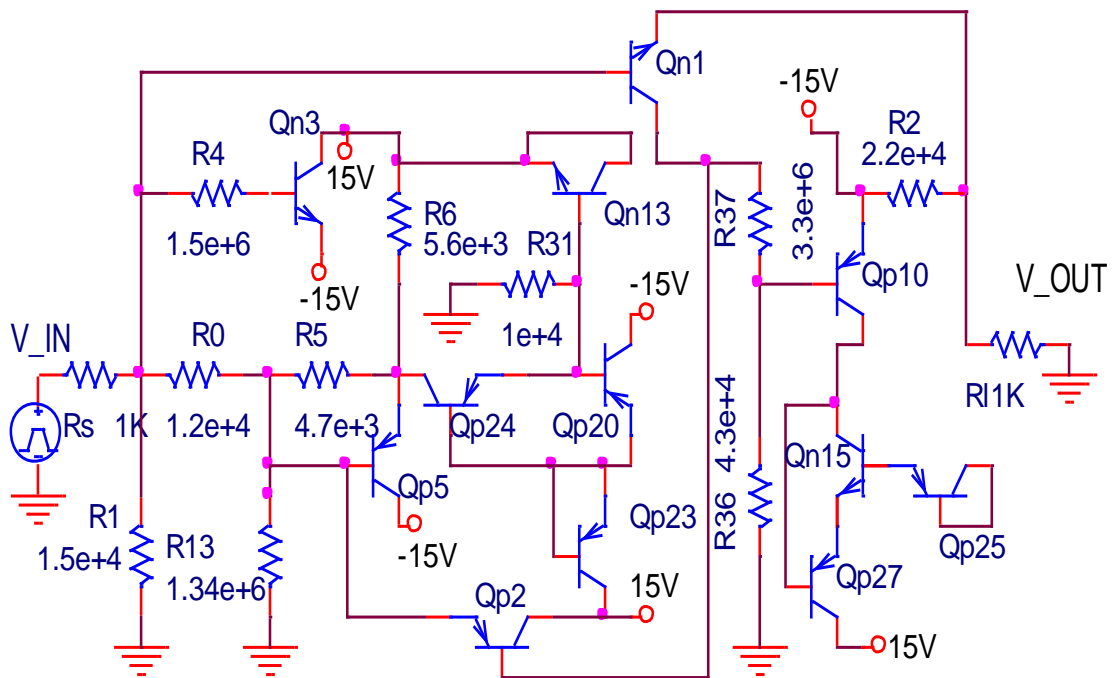 Qn1
-15V
R2
2.2e+4
Qn3
R4
15V
1.5e+6
-15V
R6
5.6e+3
Qn13
R31
1e+4
R37
3.3e+6
Qp10
V_OUT
-15V
V_IN
R0
R5
Rs
1K
1.2e+4
4.7e+3
Qp24
Qp20
Rl1K
Qp5
-15V
Qp23
R36
4.3e+4
Qn15
Qp25
R1
1.5e+4
R13
1.34e+6
Qp2
15V
Qp27
15V